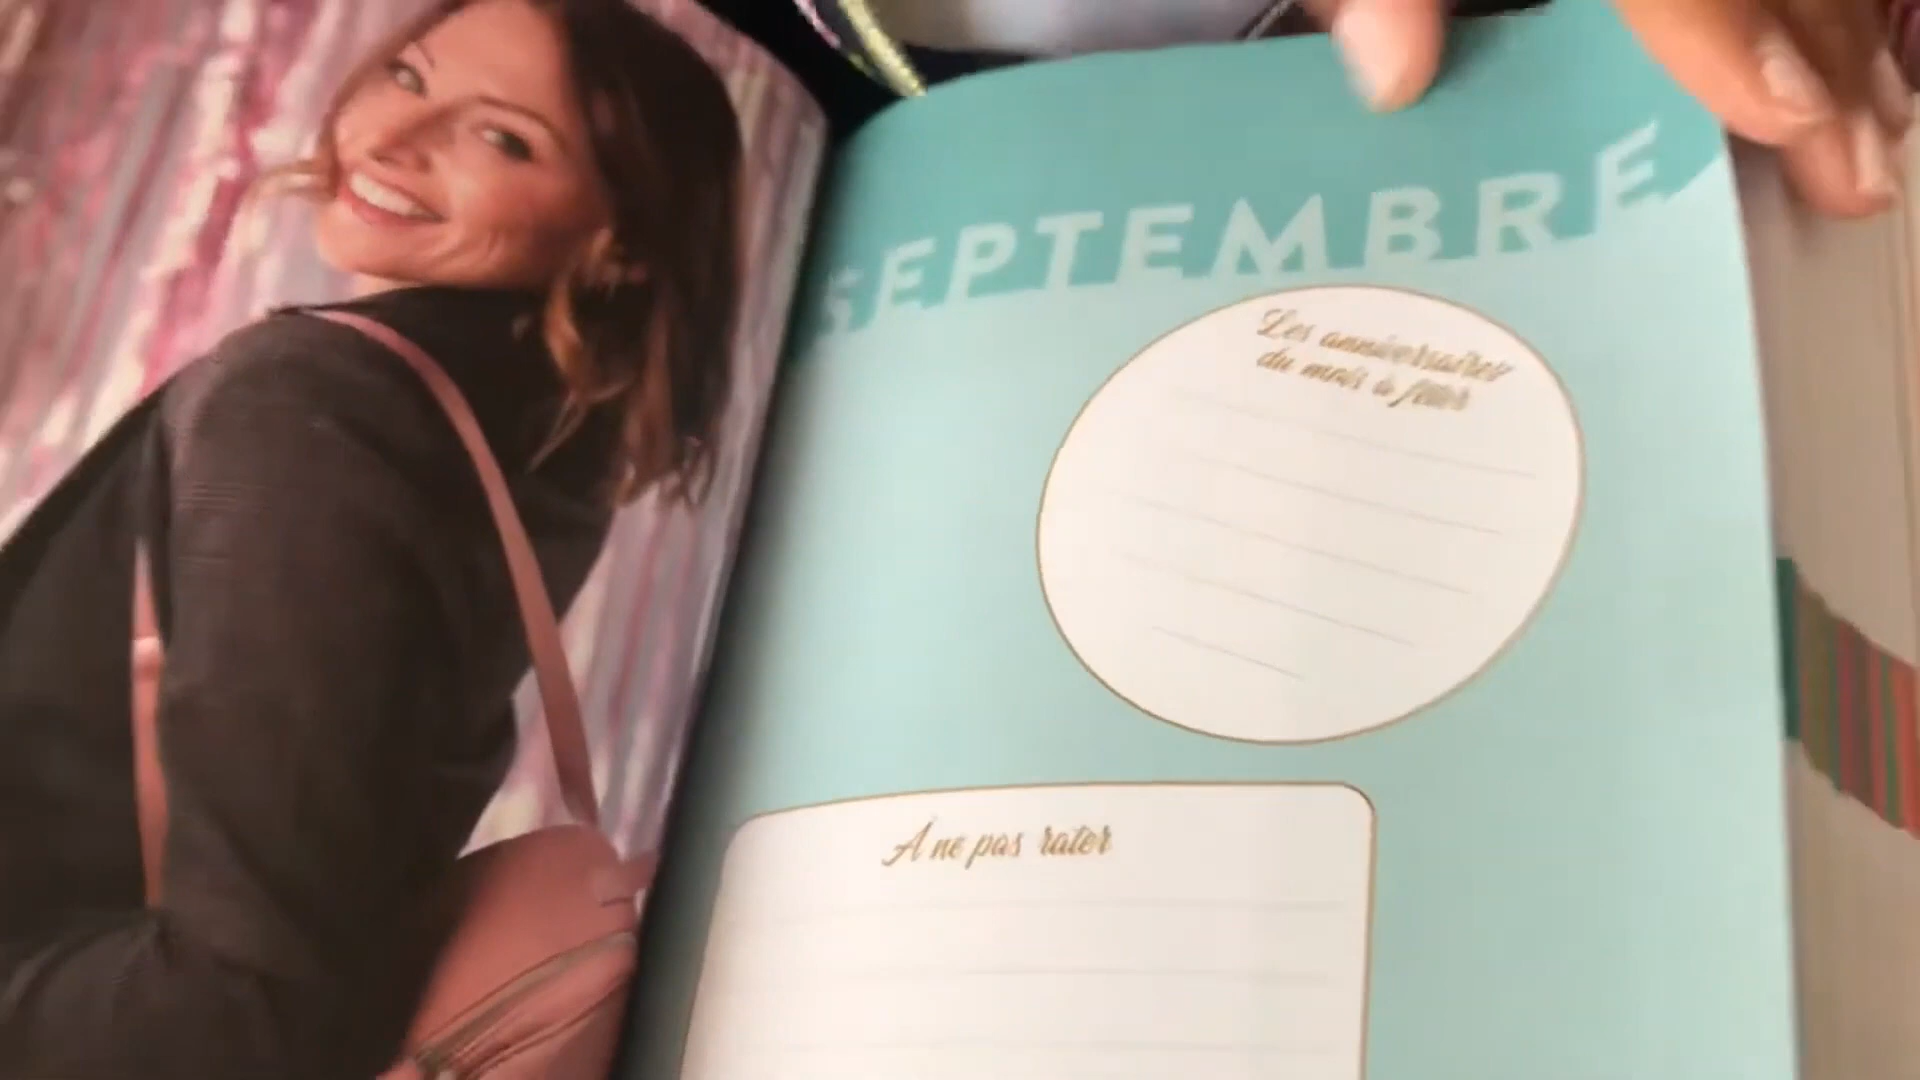 SEPTEMBRE
Les anniversaires
du mois à fêter
À ne pas rater